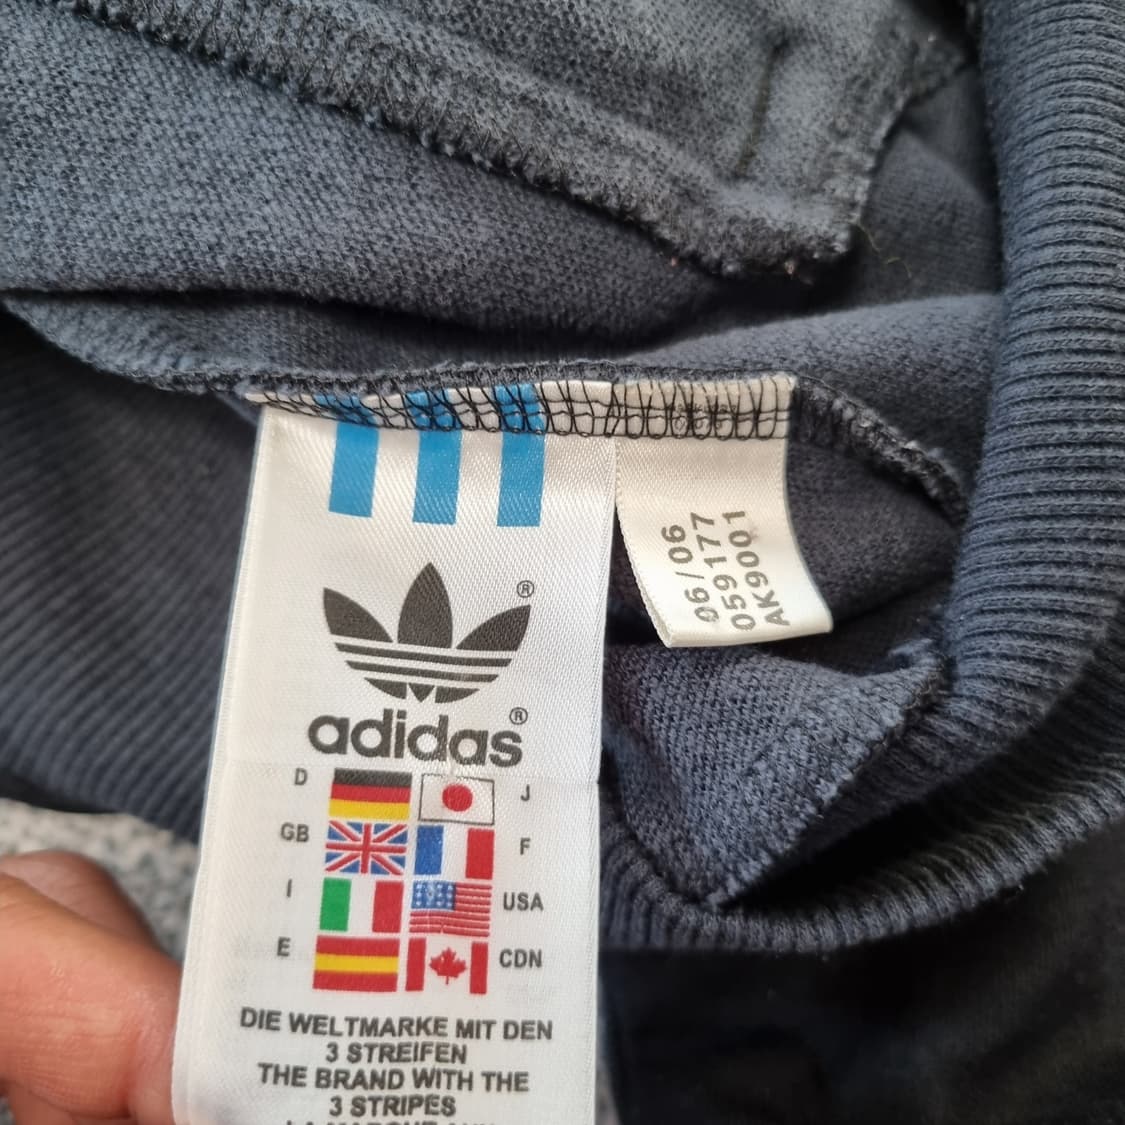 ®
adidas®
D
J
GB
F
I
USA
E
CDN
DIE WELTMARKE MIT DEN
3 STREIFEN
THE BRAND WITH THE
3 STRIPES
06/06
059177
AK9001